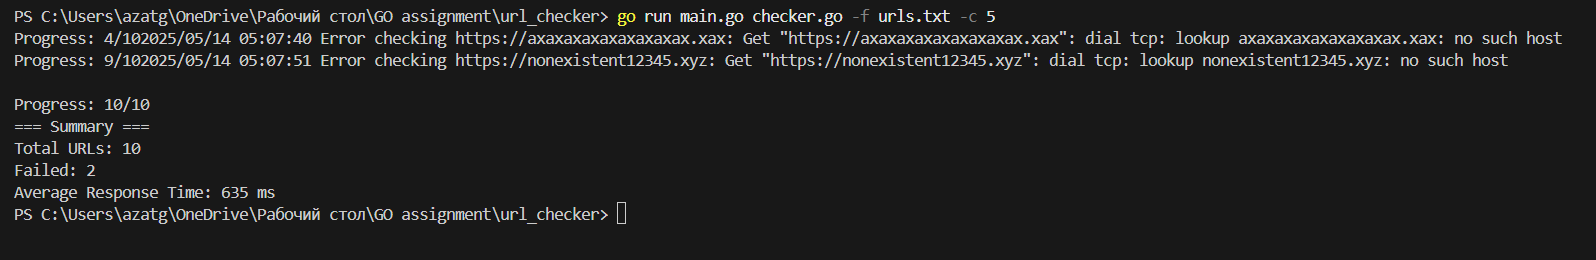 PS C:\Users\azatg\OneDrive\Рабочий стол\GO assignment\url_checker> go run main.go checker.go -f urls.txt -c 5
Progress: 4/102025/05/14 05:07:40 Error checking https://axaxaxaxaxaxaxaxax.xax: Get "https://axaxaxaxaxaxaxaxax.xax": dial tcp: lookup axaxaxaxaxaxaxaxax.xax: no such host
Progress: 9/102025/05/14 05:07:51 Error checking https://nonexistent12345.xyz: Get "https://nonexistent12345.xyz": dial tcp: lookup nonexistent12345.xyz: no such host
Progress: 10/10
=== Summary ===
Total URLs: 10
Failed: 2
Average Response Time: 635 ms
PS C:\Users\azatg\OneDrive\Рабочий стол\GO assignment\url_checker>